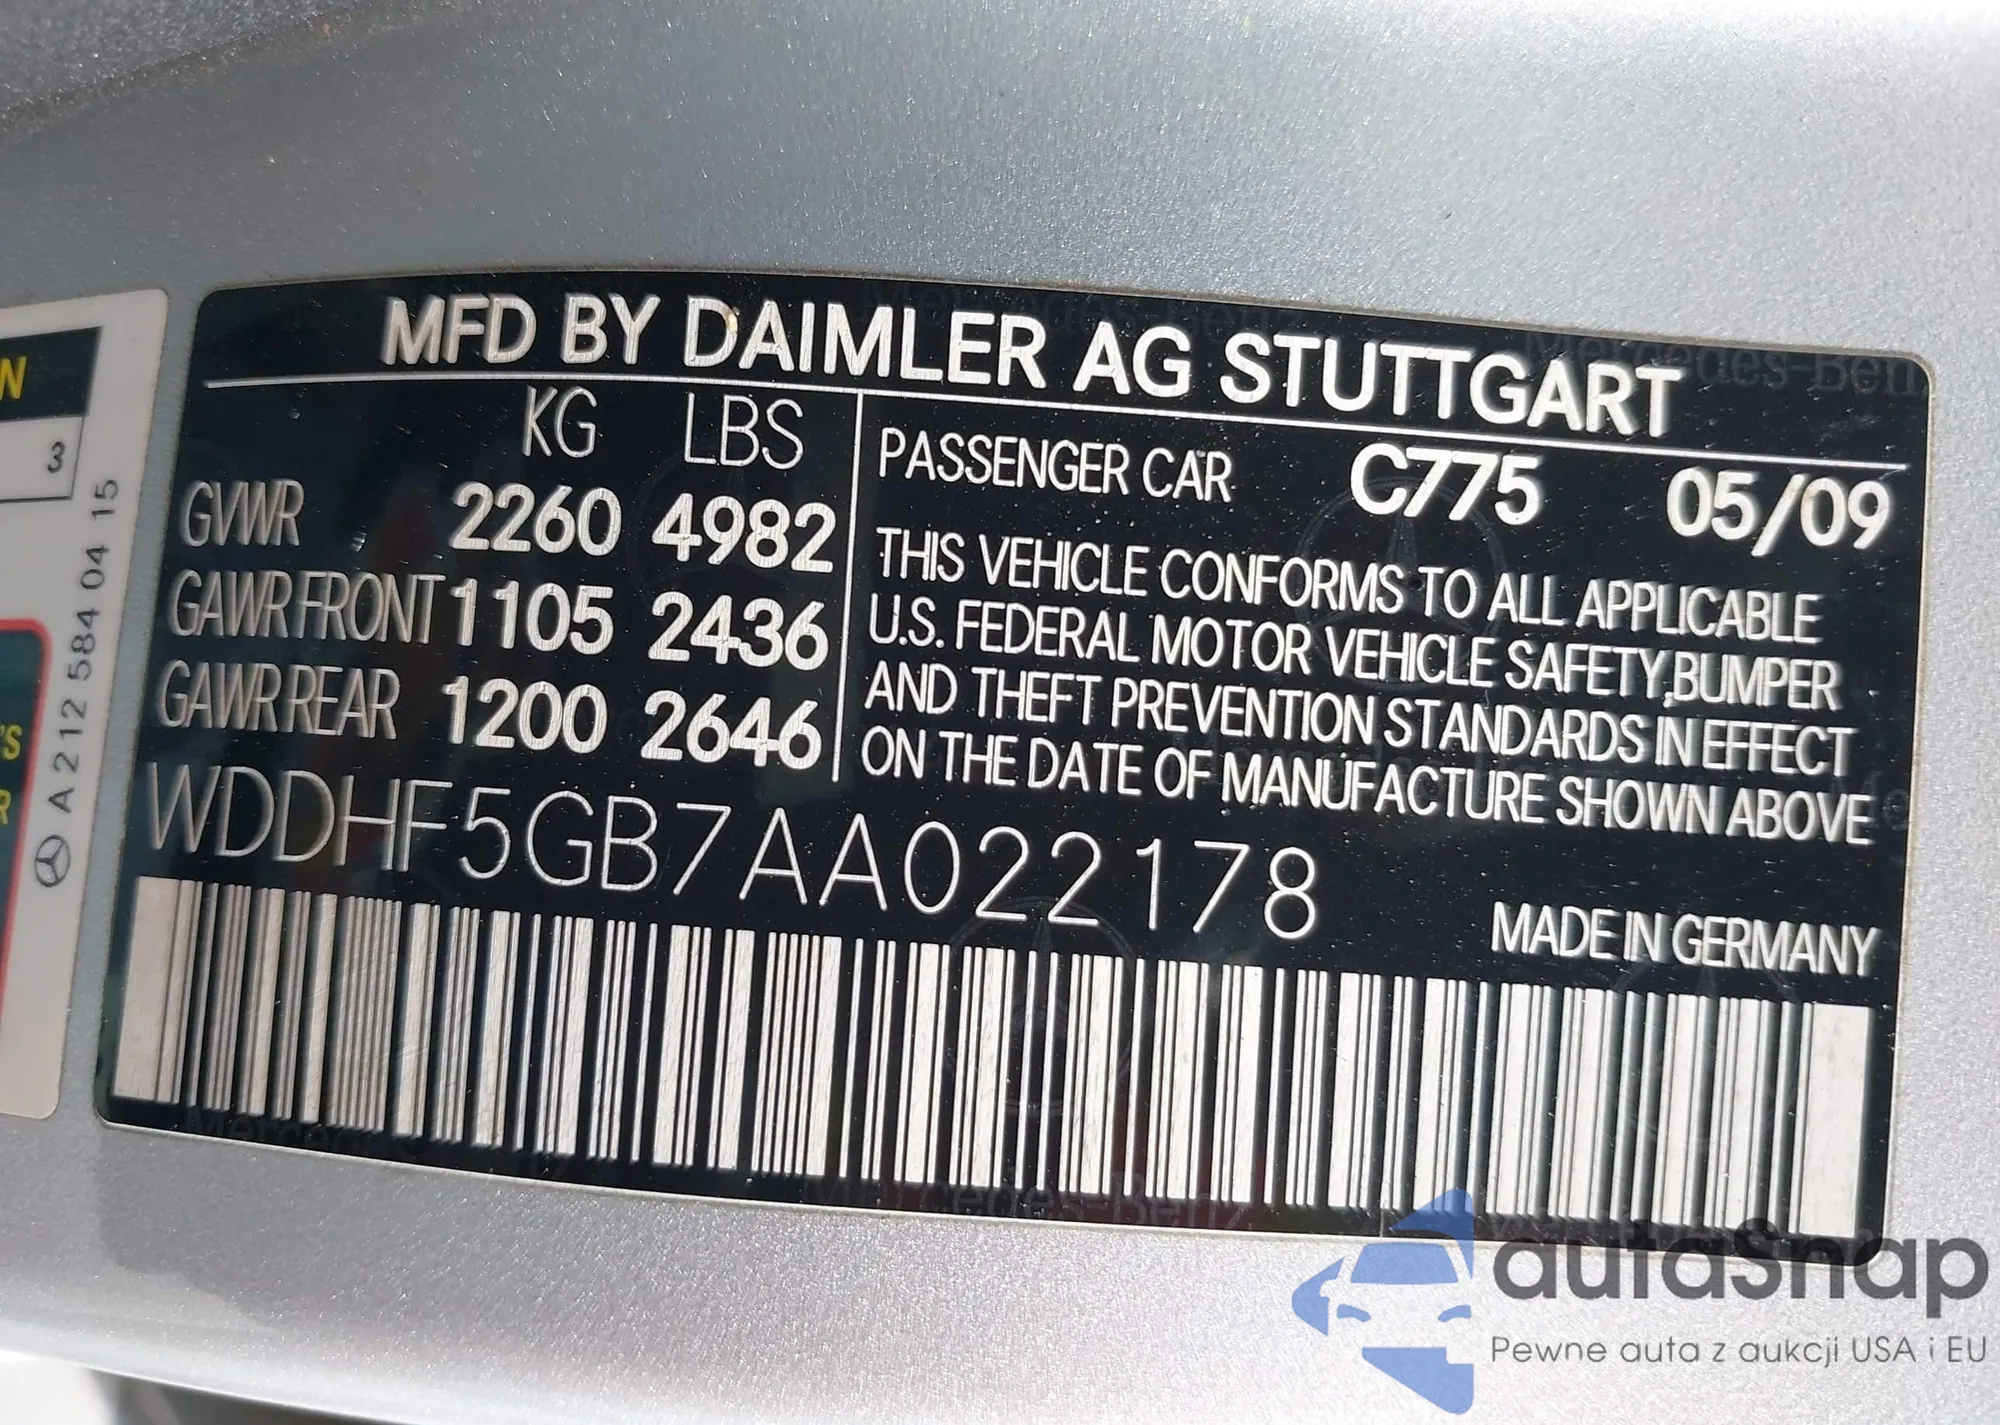 MFD BY DAIMLER AG STUTTGART
KG LBS
GVWR 2260 4982
GAWR FRONT 1105 2436
GAWR REAR 1200 2646
PASSENGER CAR C775 05/09
THIS VEHICLE CONFORMS TO ALL APPLICABLE
U.S. FEDERAL MOTOR VEHICLE SAFETY,BUMPER
AND THEFT PREVENTION STANDARDS IN EFFECT
ON THE DATE OF MANUFACTURE SHOWN ABOVE
WDDHF5GB7AA022178
MADE IN GERMANY
N
3
'S
R
A 212 584 04 15
Mercedes-Benz
autasnap
Pewne auta z aukcji USA i EU